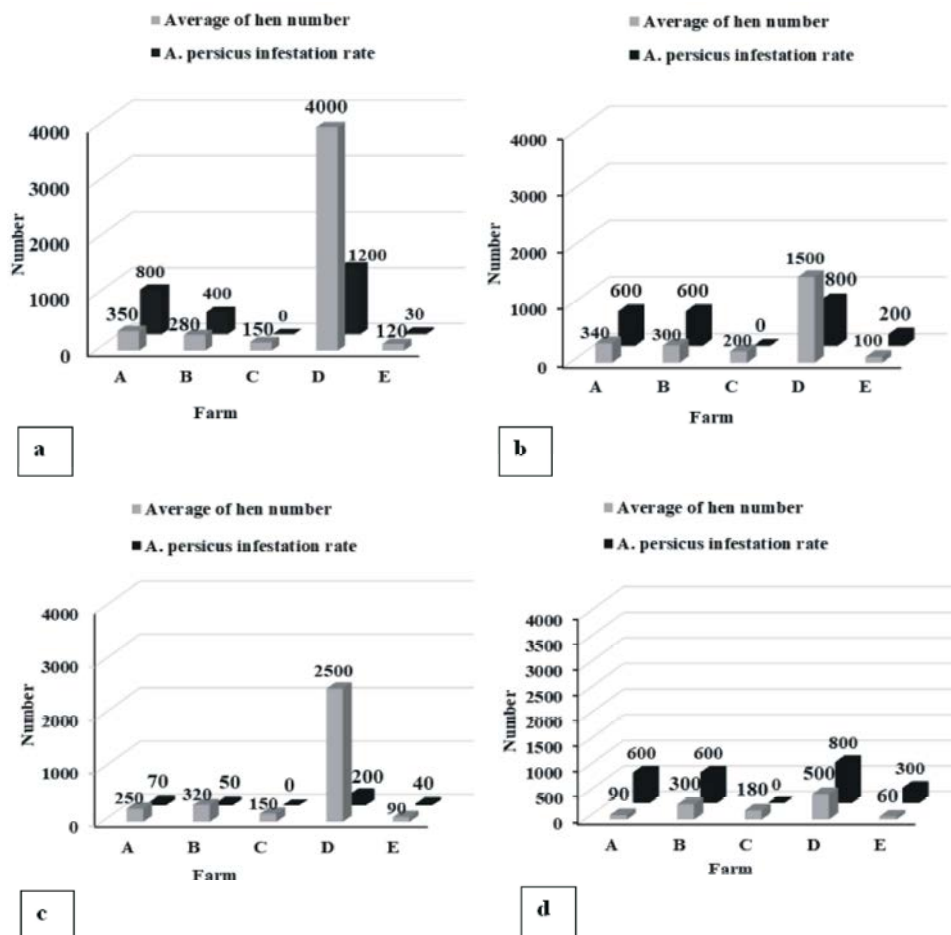 Average of hen number
A. persicus infestation rate
4000
3000
2000
1000
0
Number
350
800
280
400
150
0
4000
1200
120
30
A B C D E
Farm
a
Average of hen number
A. persicus infestation rate
4000
3000
2000
1000
0
Number
340
600
300
600
200
0
1500
800
100
200
A B C D E
Farm
b
Average of hen number
A. persicus infestation rate
4000
3000
2000
1000
0
Number
250
70
320
50
150
0
2500
200
90
40
A B C D E
Farm
c
Average of hen number
A. persicus infestation rate
4000
3500
3000
2500
2000
1500
1000
500
0
Number
90
600
300
600
180
0
500
800
60
300
A B C D E
Farm
d